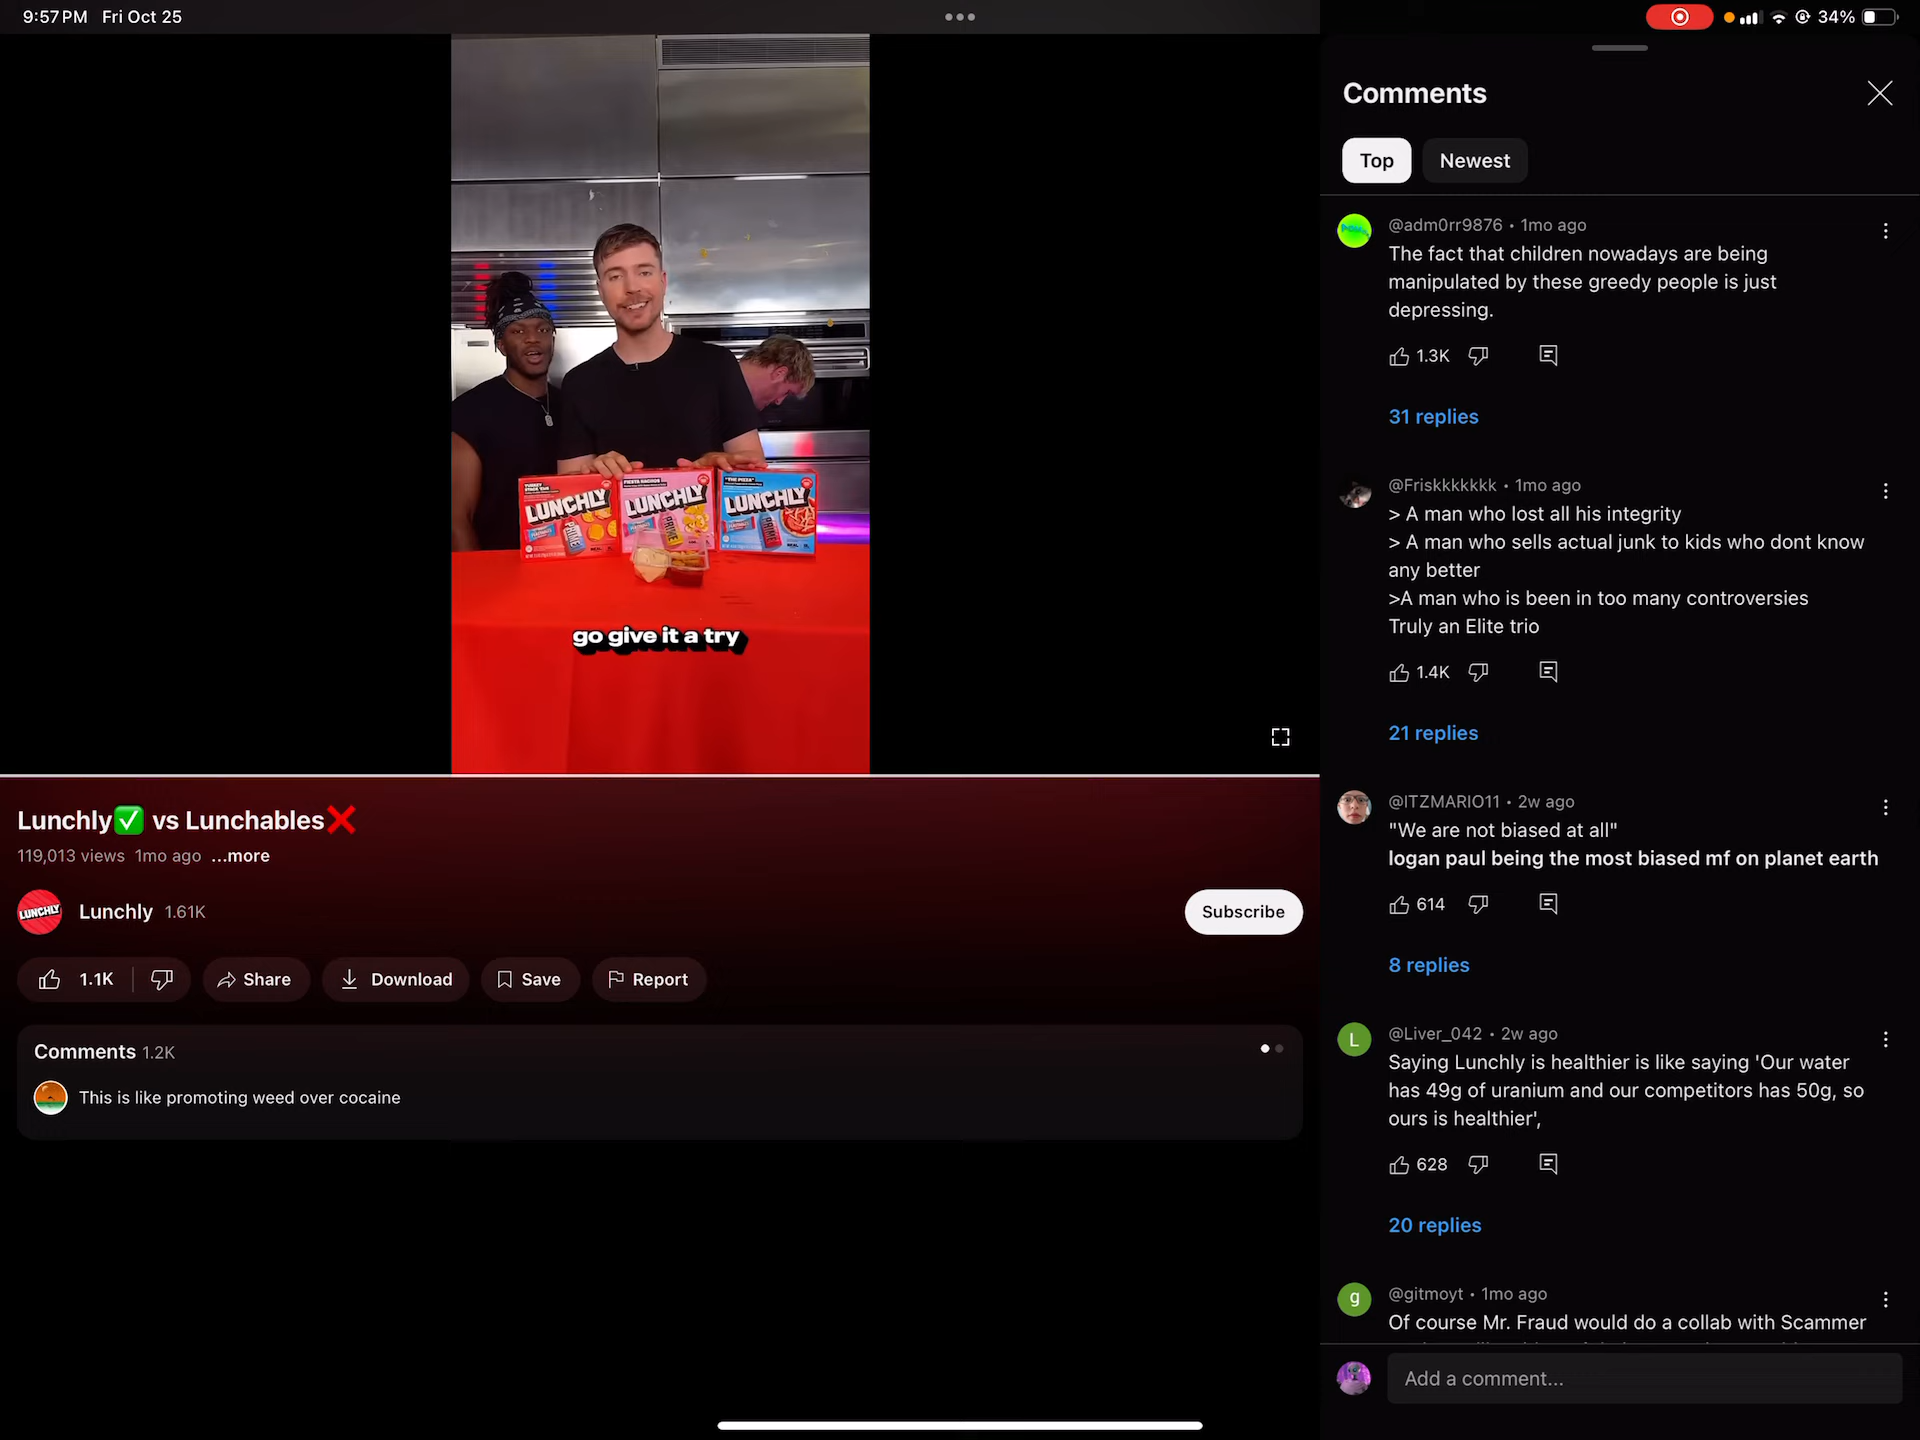 9:57 PM Fri Oct 25
34%
LUNCHLY
LUNCHLY
LUNCHLY
PRIME
PRIME
PRIME
go give it a try
Lunchly✅ vs Lunchables❌
119,013 views 1mo ago ...more
LUNCHLY
Lunchly 1.61K
Subscribe
1.1K
Share
Download
Save
Report
Comments 1.2K
This is like promoting weed over cocaine
Comments
Top
Newest
@adm0rr9876 • 1mo ago
The fact that children nowadays are being
manipulated by these greedy people is just
depressing.
1.3K
31 replies
@Friskkkkkkk • 1mo ago
> A man who lost all his integrity
> A man who sells actual junk to kids who dont know
any better
>A man who is been in too many controversies
Truly an Elite trio
1.4K
21 replies
@ITZMARIO11 • 2w ago
"We are not biased at all"
logan paul being the most biased mf on planet earth
614
8 replies
L
@Liver_042 • 2w ago
Saying Lunchly is healthier is like saying 'Our water
has 49g of uranium and our competitors has 50g, so
ours is healthier',
628
20 replies
g
@gitmoyt • 1mo ago
Of course Mr. Fraud would do a collab with Scammer
Add a comment...